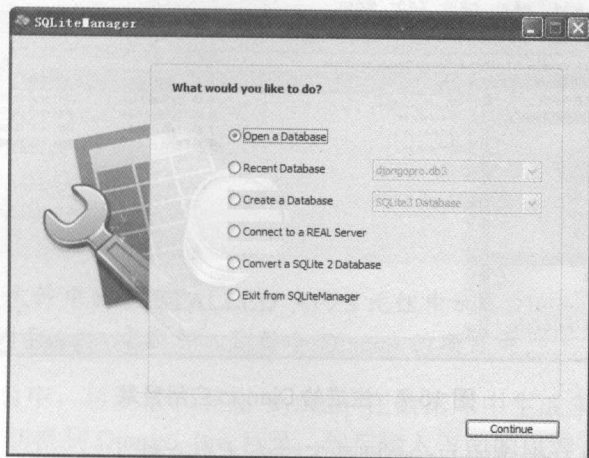 SQLiteManager
What would you like to do?
Open a Database
Recent Database
djongopro.db3
Create a Database
SQLite3 Database
Connect to a REAL Server
Convert a SQLite 2 Database
Exit from SQLiteManager
Continue